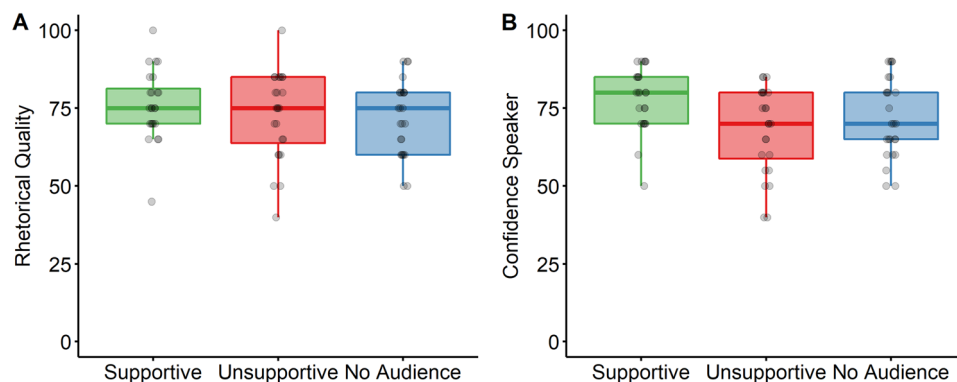 A
Rhetorical Quality
100
75
50
25
0
Supportive Unsupportive No Audience
B
Confidence Speaker
100
75
50
25
0
Supportive Unsupportive No Audience